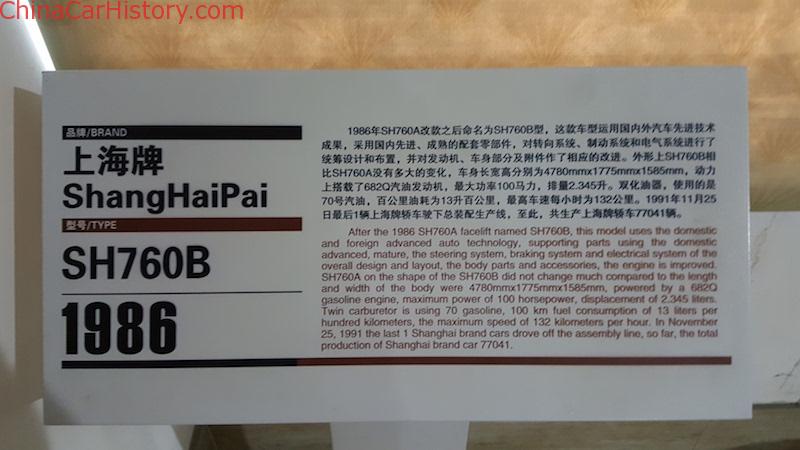 ChinaCarHistory.com
品牌/BRAND
上海牌
ShangHaiPai
型号/TYPE
SH760B
1986
1986年SH760A改款之后命名为SH760B型，这款车型运用国内外汽车先进技术
成果，采用国内先进、成熟的配套零部件，对转向系统、制动系统和电气系统进行了
统筹设计和布置，并对发动机、车身部分及附件作了相应的改进。外形上SH760B相
比SH760A没有多大的变化，车身长宽高分别为4780mmx1775mmx1585mm，动力
上搭载了682Q汽油发动机，最大功率100马力，排量2.345升。双化油器，使用的是
70号汽油，百公里油耗为13升百公里，最高车速每小时为132公里。1991年11月25
日最后1辆上海牌轿车驶下总装配生产线，至此，共生产上海牌轿车77041辆。
After the 1986 SH760A facelift named SH760B, this model uses the domestic
and foreign advanced auto technology, supporting parts using the domestic
advanced, mature, the steering system, braking system and electrical system of the
overall design and layout, the body parts and accessories, the engine is improved.
SH760A on the shape of the SH760B did not change much compared to the length
and width of the body were 4780mmx1775mmx1585mm, powered by a 682Q
gasoline engine, maximum power of 100 horsepower, displacement of 2.345 liters.
Twin carburetor is using 70 gasoline, 100 km fuel consumption of 13 liters per
hundred kilometers, the maximum speed of 132 kilometers per hour. In November
25, 1991 the last 1 Shanghai brand cars drove off the assembly line, so far, the total
production of Shanghai brand car 77041.